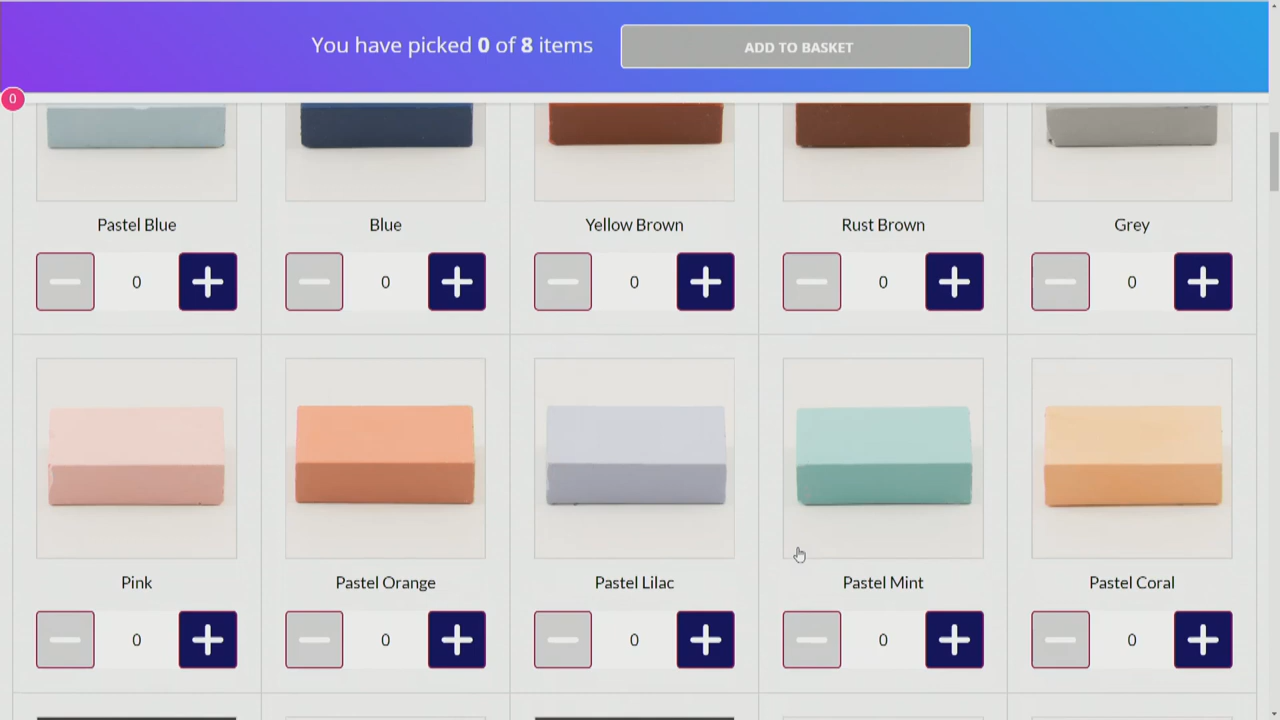 You have picked 0 of 8 items
ADD TO BASKET
0
Pastel Blue
Blue
Yellow Brown
Rust Brown
Grey
0
0
0
0
0
Pink
Pastel Orange
Pastel Lilac
Pastel Mint
Pastel Coral
0
0
0
0
0